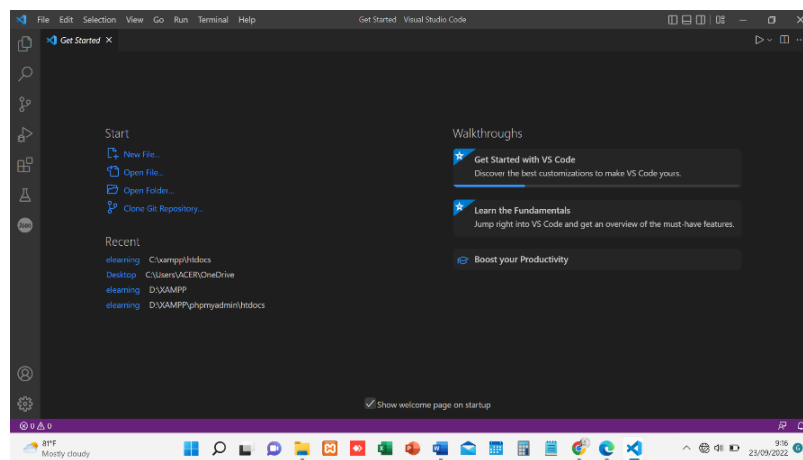 File Edit Selection View Go Run Terminal Help Get Started Visual Studio Code
Get Started
Start
New File...
Open File...
Open Folder...
Clone Git Repository...
Recent
elearning C:\xampp\htdocs
Desktop C:\Users\ACER\OneDrive
elearning D:\XAMPP
elearning D:\XAMPP\phpmyadmin\htdocs
Walkthroughs
Get Started with VS Code
Discover the best customizations to make VS Code yours.
Learn the Fundamentals
Jump right into VS Code and get an overview of the must-have features.
Boost your Productivity
Show welcome page on startup
0 0
81°F
Mostly cloudy
9:16
23/09/2022